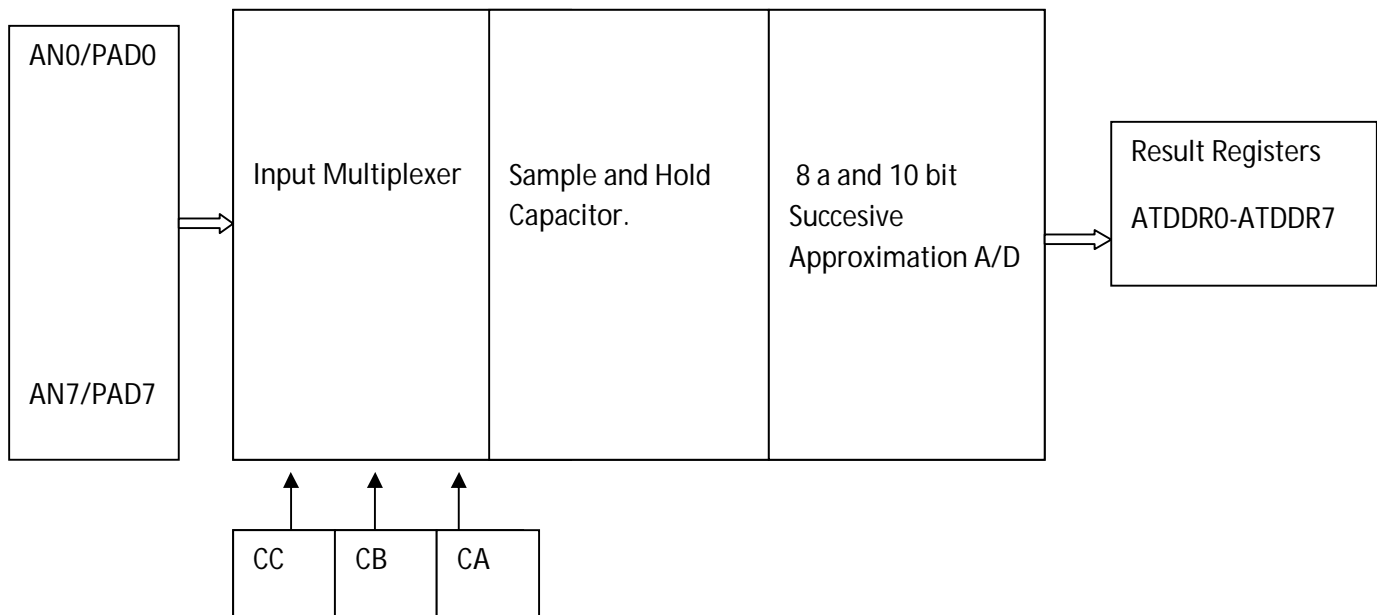 AN0/PAD0
AN7/PAD7
Input Multiplexer
Sample and Hold
Capacitor.
8 a and 10 bit
Succesive
Approximation A/D
Result Registers
ATDDR0-ATDDR7
CC
CB
CA